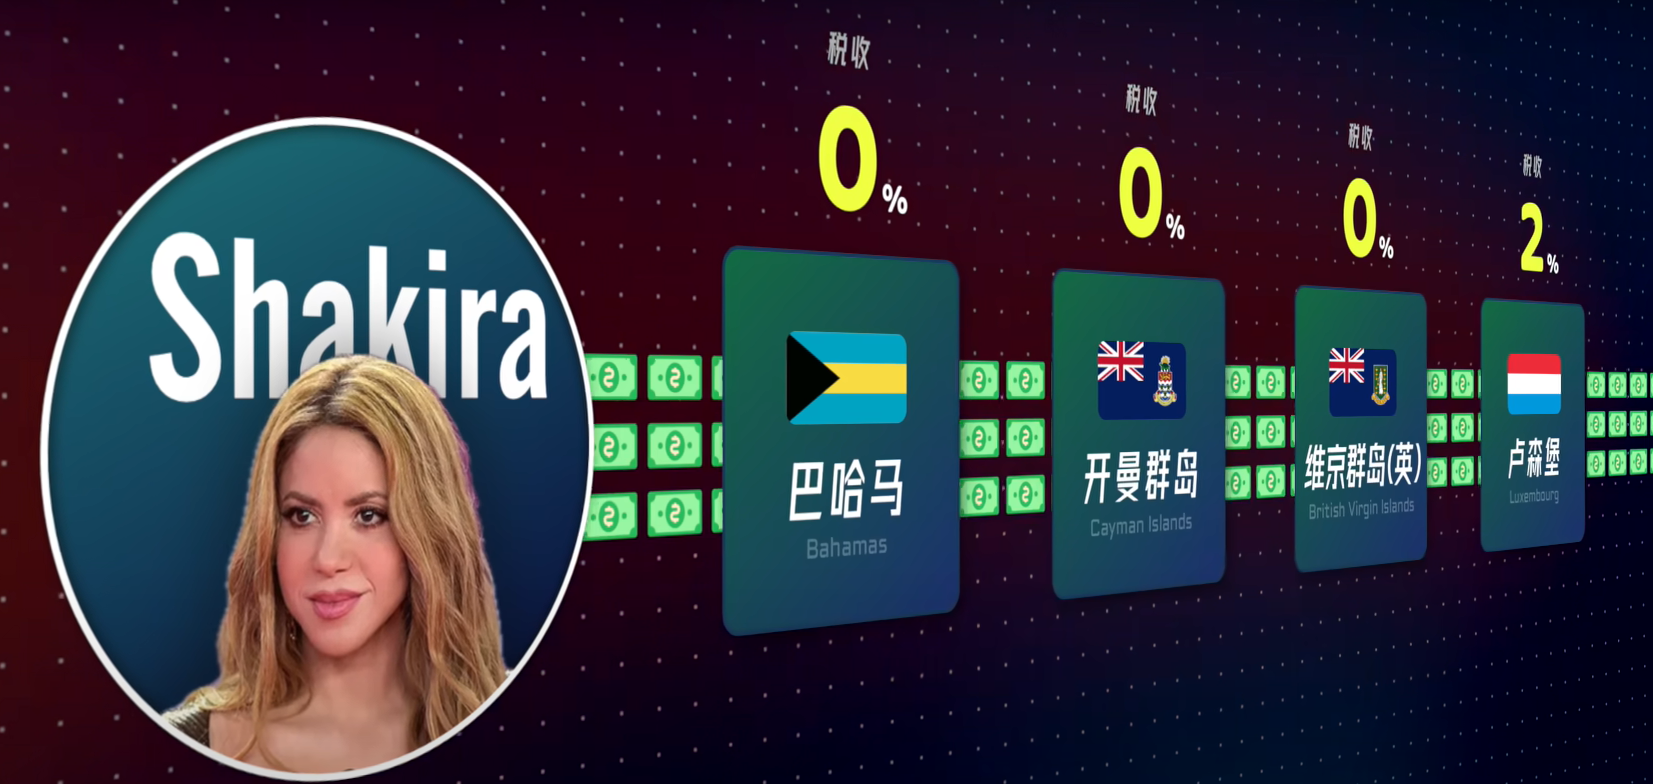 Shakira
税收
0%
巴哈马
Bahamas
税收
0%
开曼群岛
Cayman Islands
税收
0%
维京群岛(英)
British Virgin Islands
税收
2%
卢森堡
Luxembourg